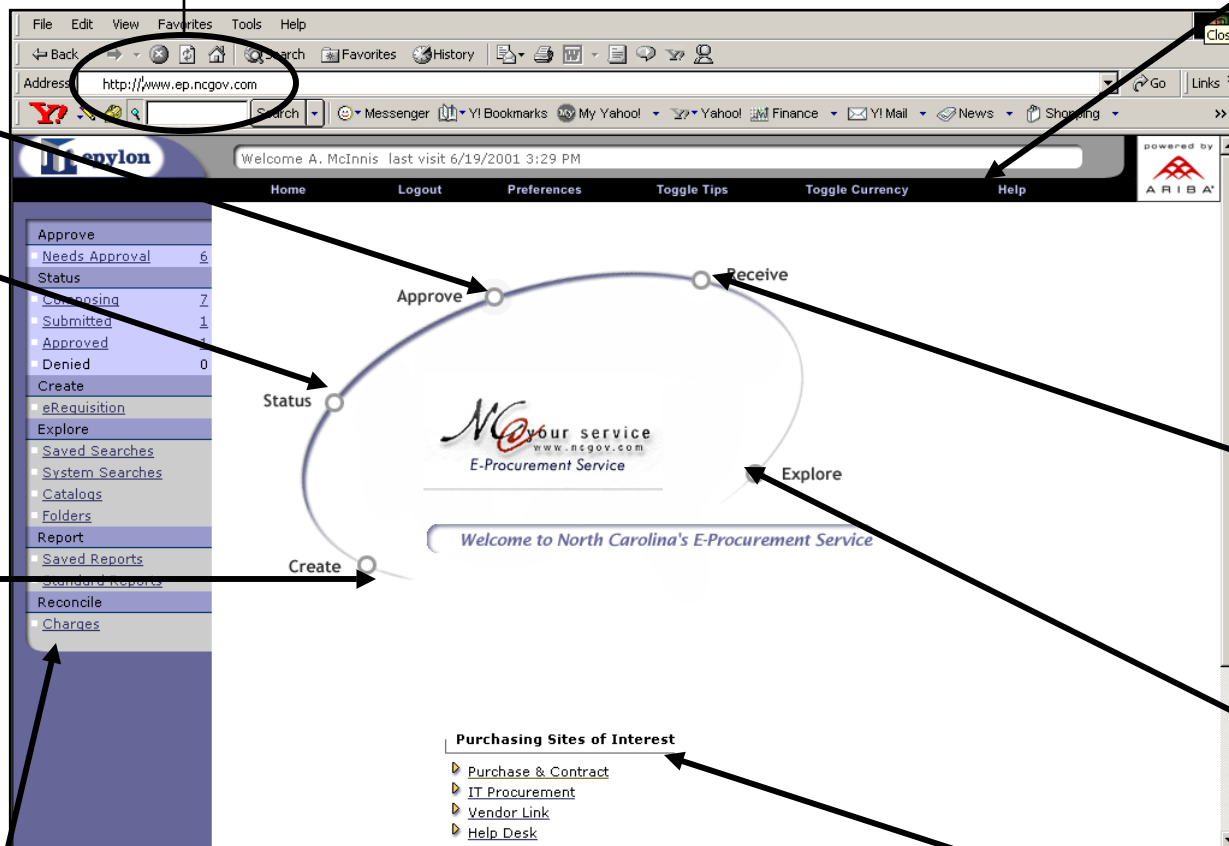 File Edit View Favorites Tools Help
Back Search Favorites History
Address http://www.ep.ncgov.com Go Links
Y! Search Messenger Y! Bookmarks My Yahoo! Yahoo! Finance Y! Mail News Shopping »
Clos
epylon
Welcome A. McInnis last visit 6/19/2001 3:29 PM
powered by
ARIBA
Home Logout Preferences Toggle Tips Toggle Currency Help
Approve
Needs Approval 6
Status
Composing 7
Submitted 1
Approved 1
Denied 0
Create
eRequisition
Explore
Saved Searches
System Searches
Catalogs
Folders
Report
Saved Reports
Standard Reports
Reconcile
Charges
Receive
Approve
Status
NC@your service
www.ncgov.com
E-Procurement Service
Explore
Welcome to North Carolina's E-Procurement Service
Create
Purchasing Sites of Interest
Purchase & Contract
IT Procurement
Vendor Link
Help Desk